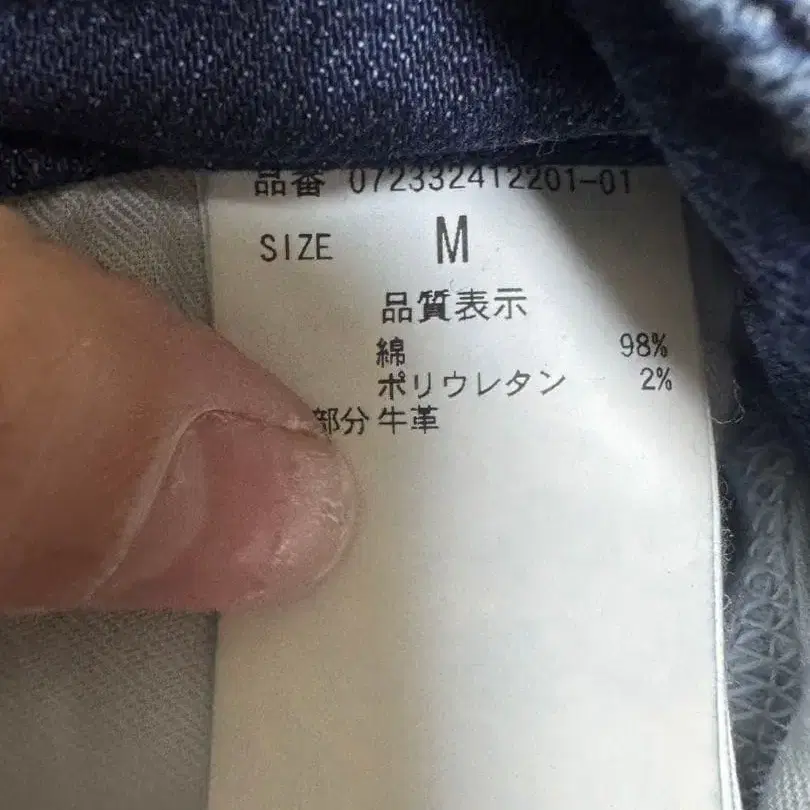 品番 072332412201-01
SIZE M
品質表示
綿 98%
ポリウレタン 2%
部分 牛革